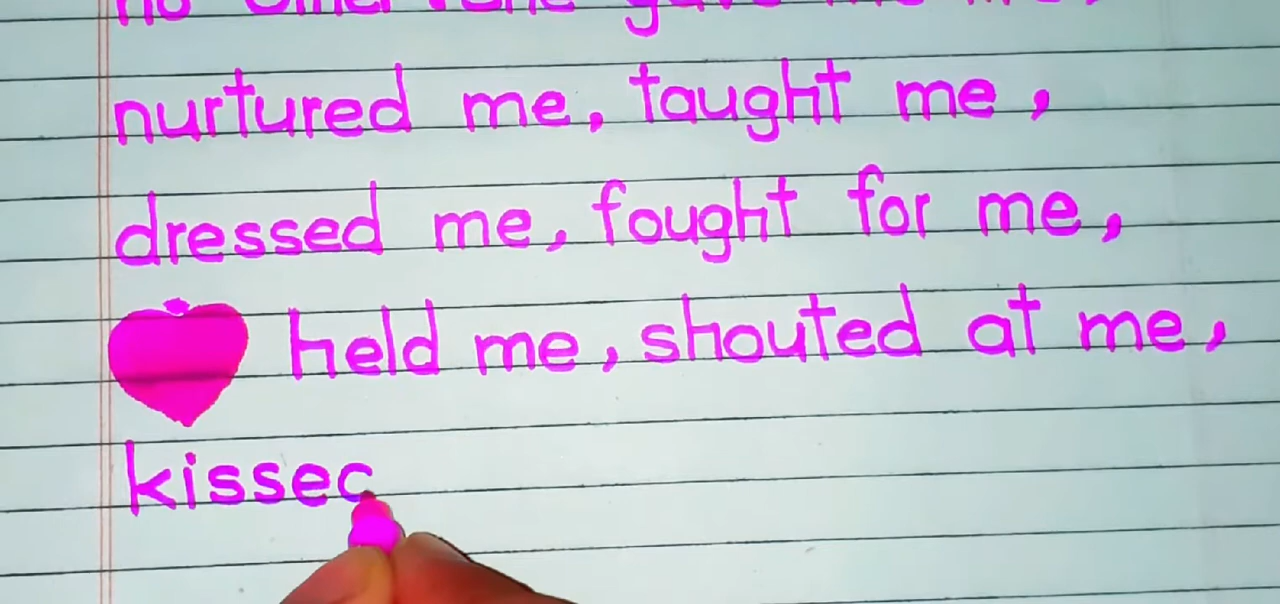 nurtured me, taught me,
dressed me, fought for me,
held me, shouted at me,
kissec